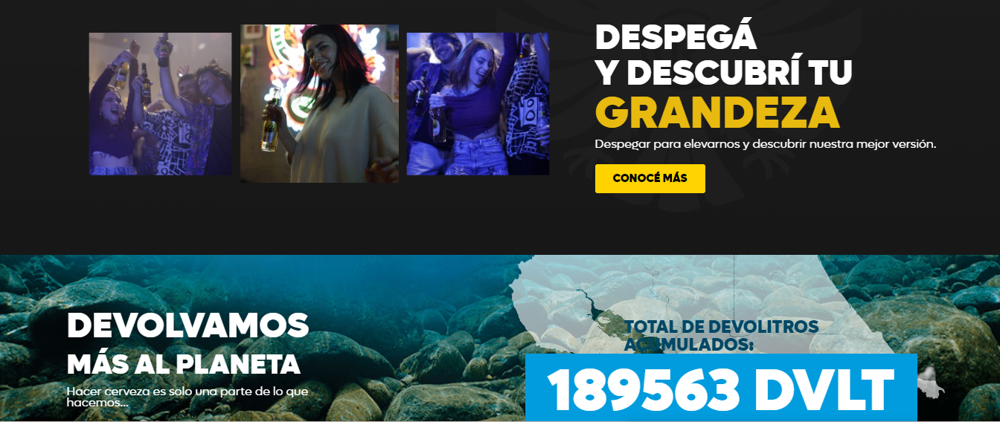 DESPEGÁ
Y DESCUBRÍ TU
GRANDEZA
Despegar para elevarnos y descubrir nuestra mejor versión.
CONOCÉ MÁS
DEVOLVAMOS
MÁS AL PLANETA
Hacer cerveza es solo una parte de lo que
hacemos...
TOTAL DE DEVOLITROS
ACUMULADOS:
189563 DVLT